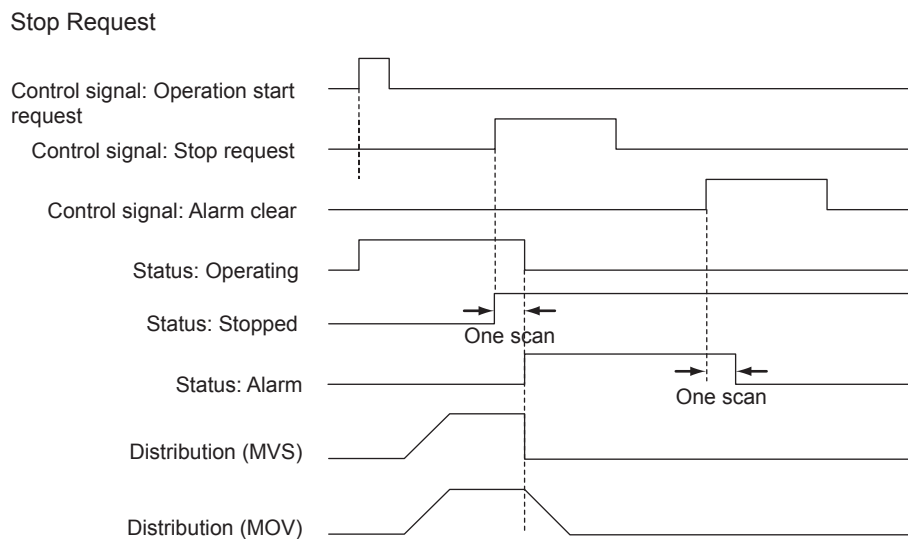 Stop Request
Control signal: Operation start
request
Control signal: Stop request
Control signal: Alarm clear
Status: Operating
Status: Stopped
One scan
Status: Alarm
One scan
Distribution (MVS)
Distribution (MOV)